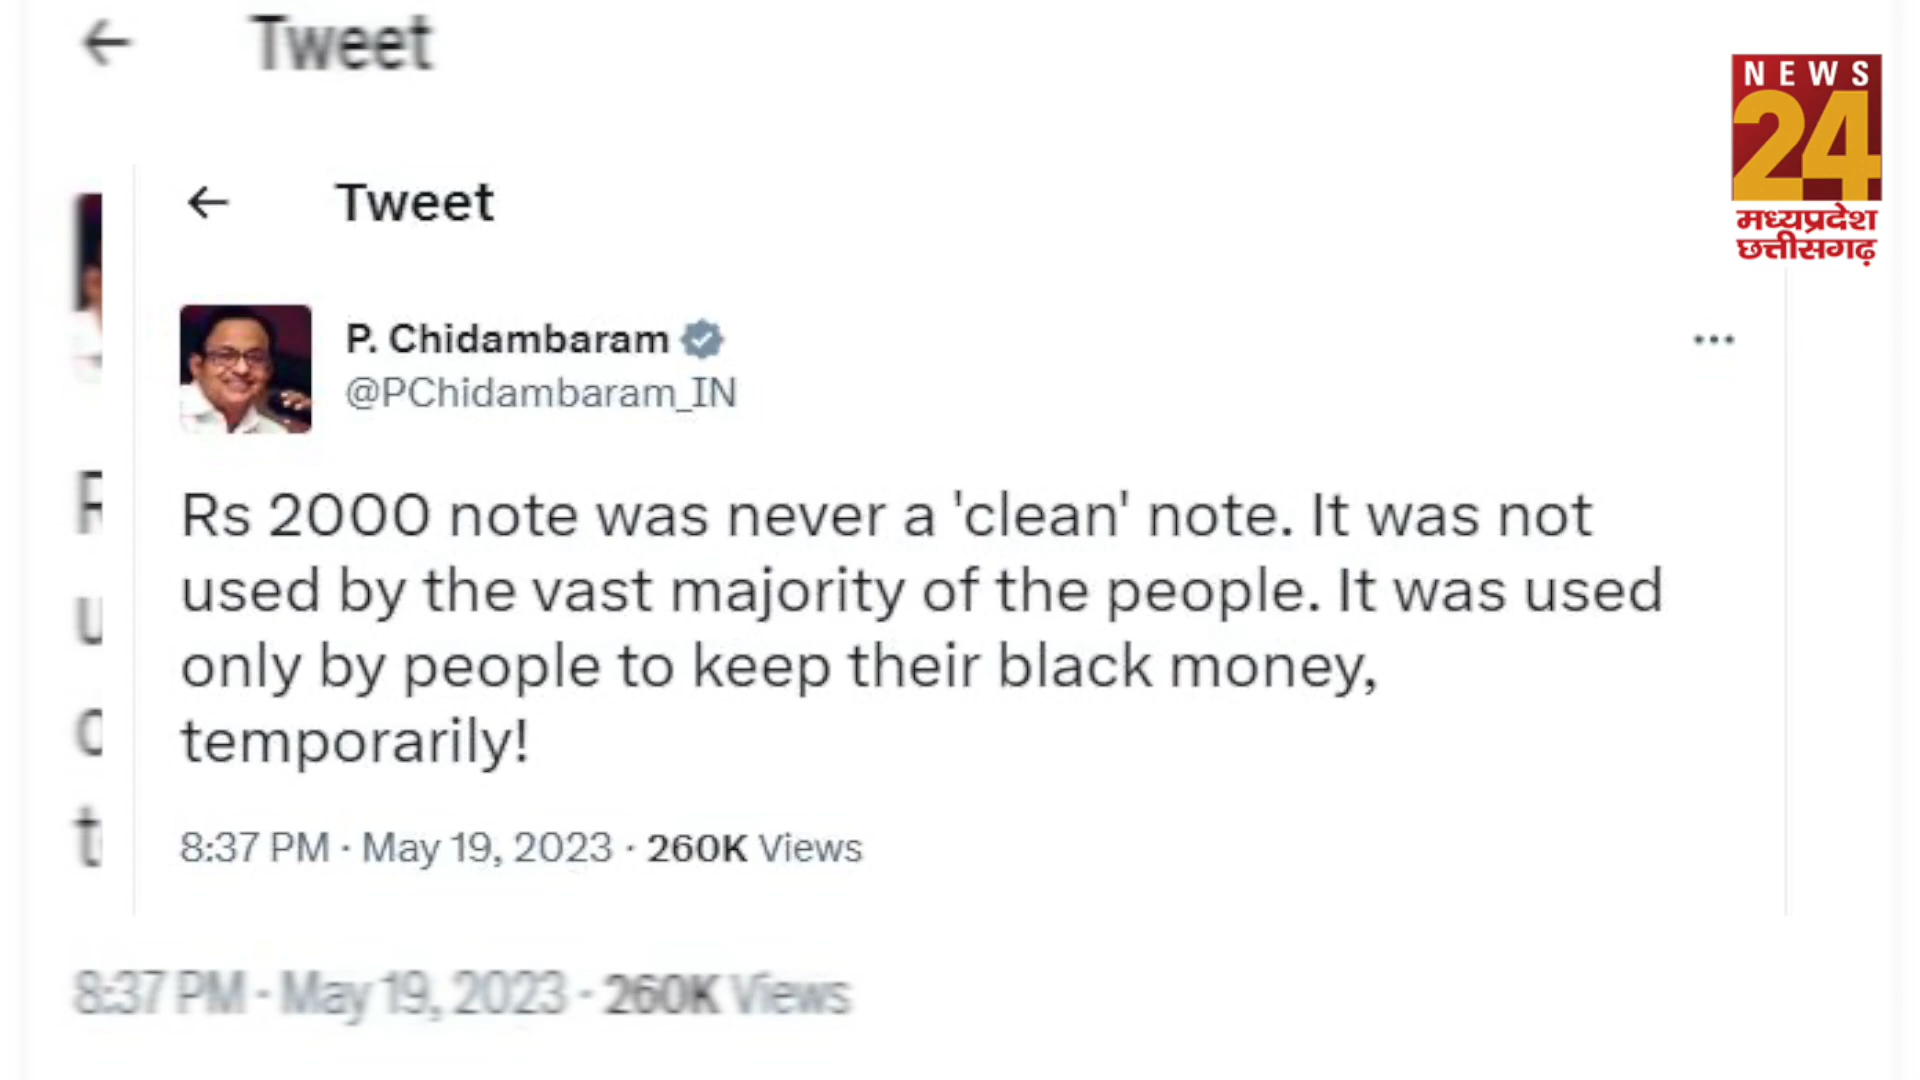 Tweet
NEWS
24
मध्यप्रदेश
छत्तीसगढ़
Tweet
P. Chidambaram
@PChidambaram_IN
Rs 2000 note was never a 'clean' note. It was not
used by the vast majority of the people. It was used
only by people to keep their black money,
temporarily!
8:37 PM · May 19, 2023 · 260K Views
8:37 PM · May 19, 2023 · 260K Views